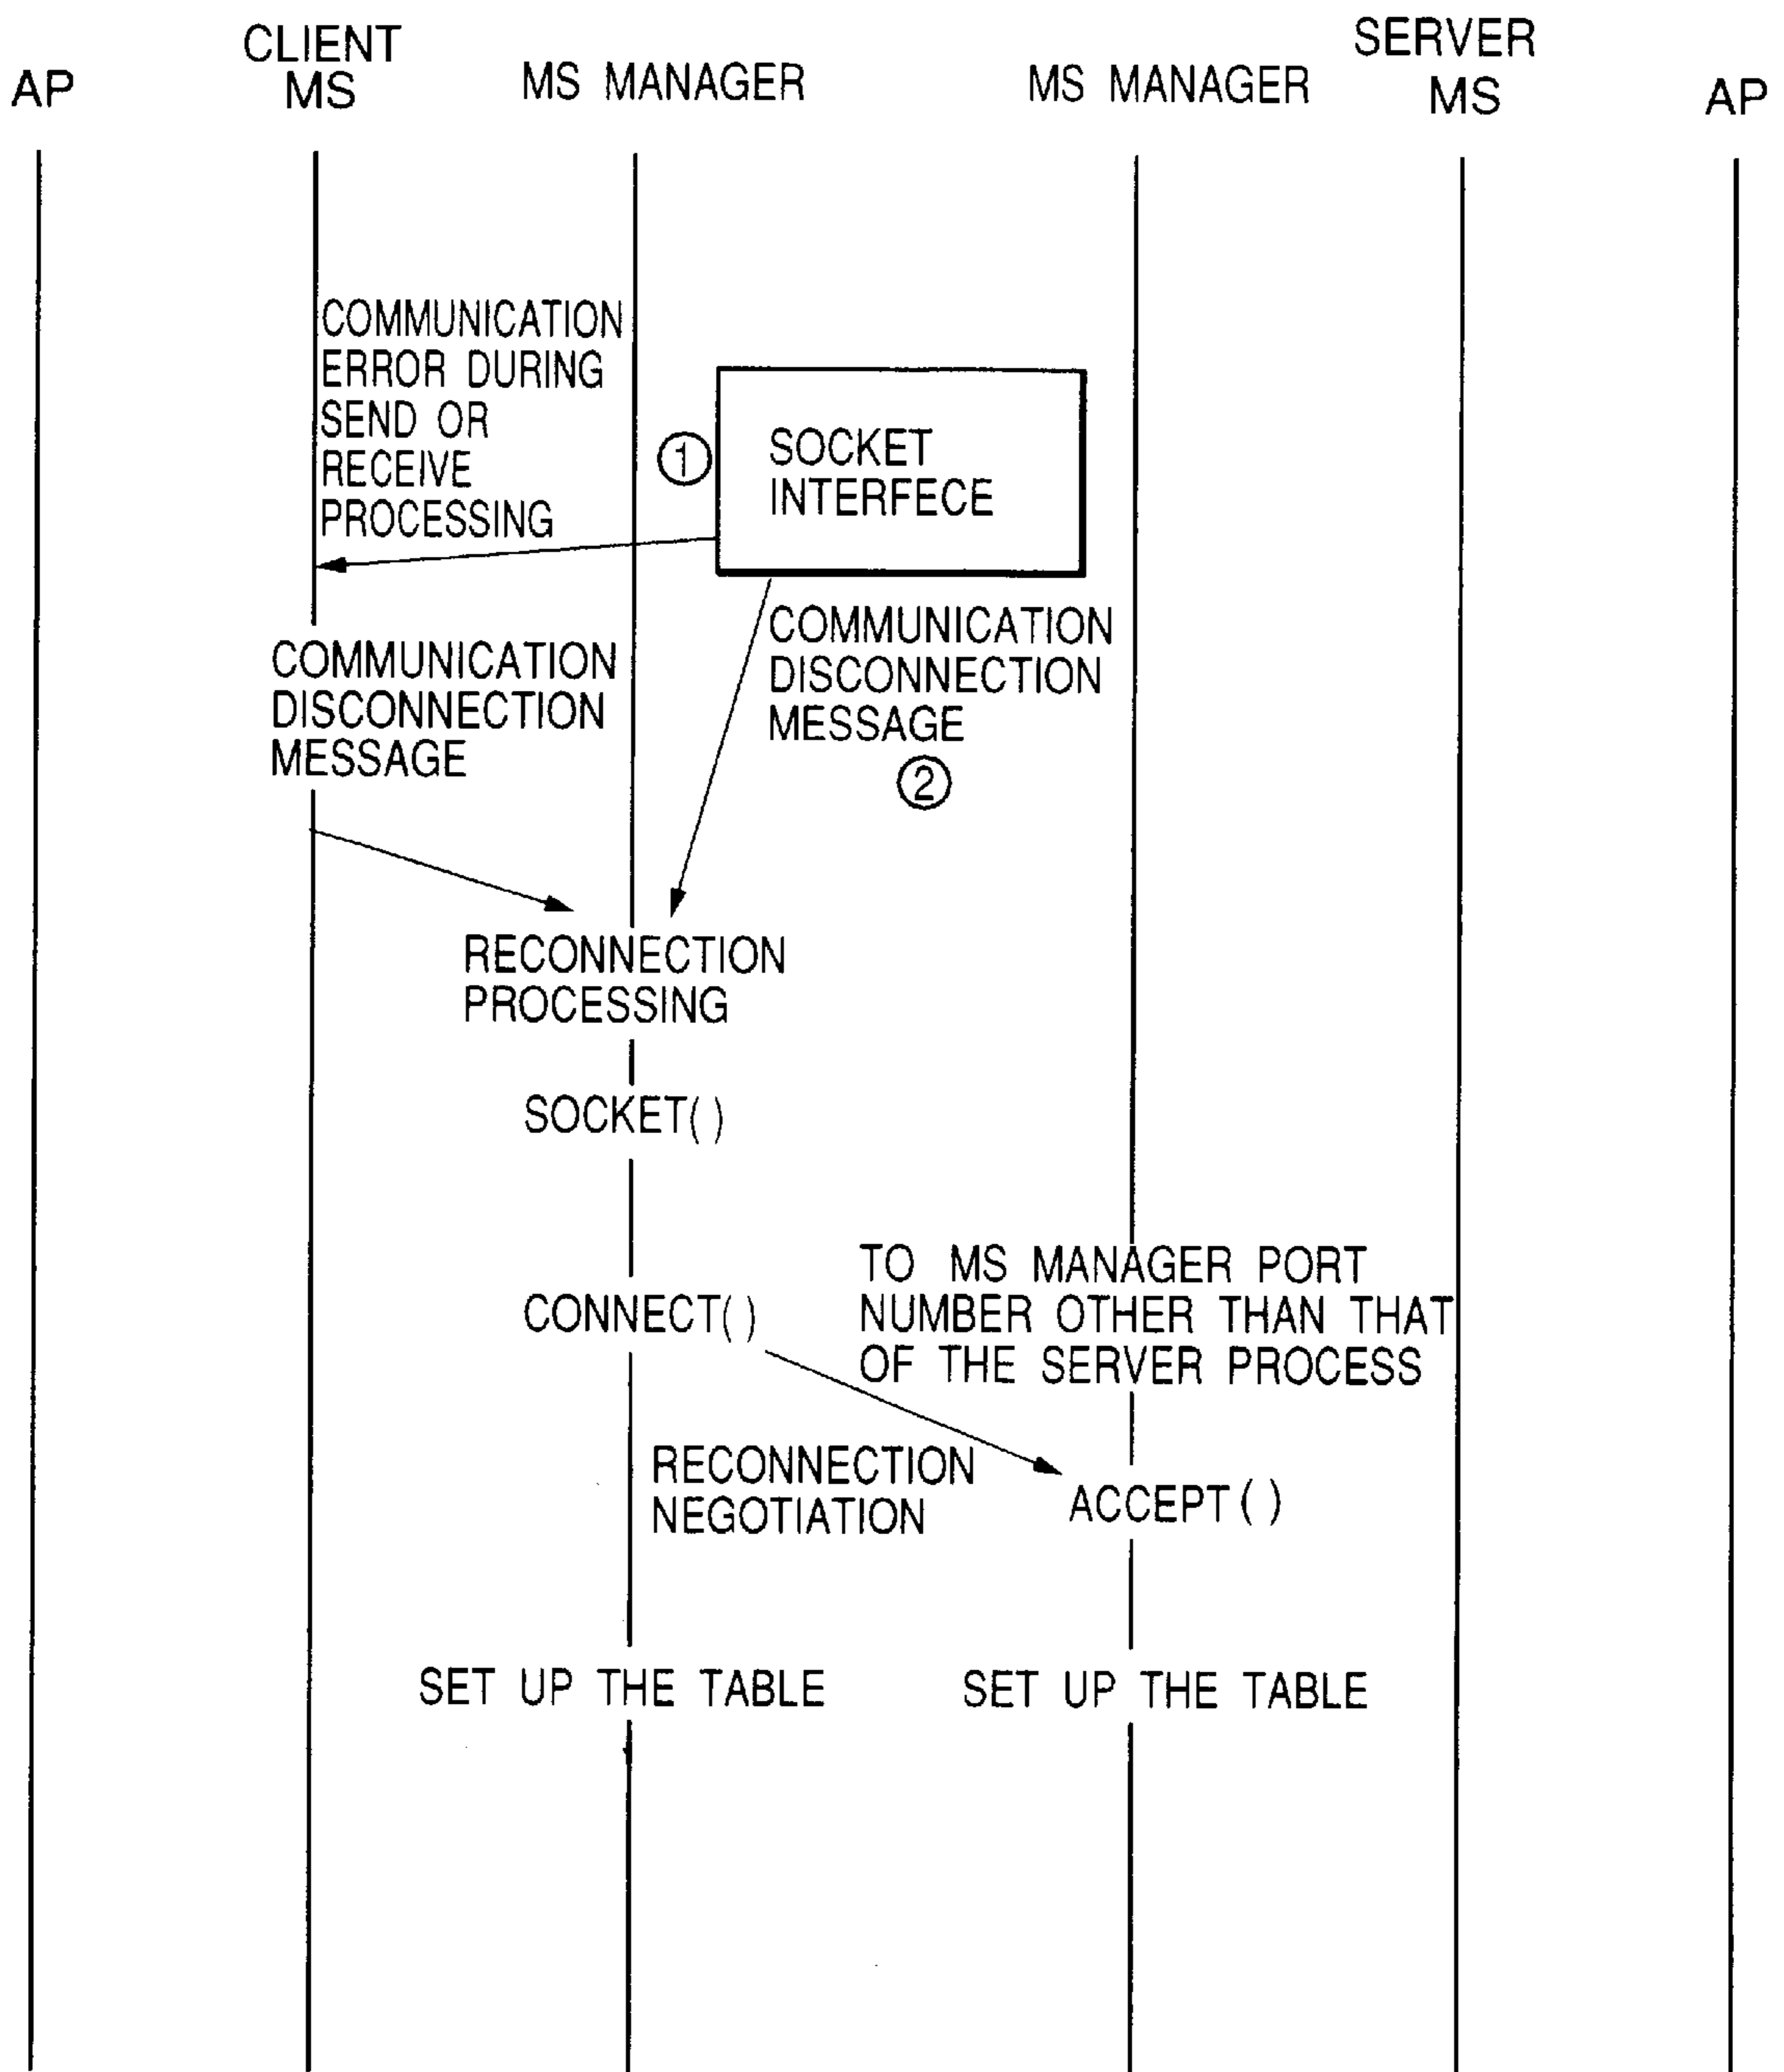 CLIENT
SERVER
AP
MS
MS MANAGER
MS MANAGER
MS
AP
COMMUNICATION
ERROR DURING
SEND OR
RECEIVE
PROCESSING
①
SOCKET
INTERFECE
COMMUNICATION
DISCONNECTION
MESSAGE
COMMUNICATION
DISCONNECTION
MESSAGE
②
RECONNECTION
PROCESSING
SOCKET( )
TO MS MANAGER PORT
NUMBER OTHER THAN THAT
OF THE SERVER PROCESS
CONNECT( )
RECONNECTION
NEGOTIATION
ACCEPT ( )
SET UP THE TABLE
SET UP THE TABLE